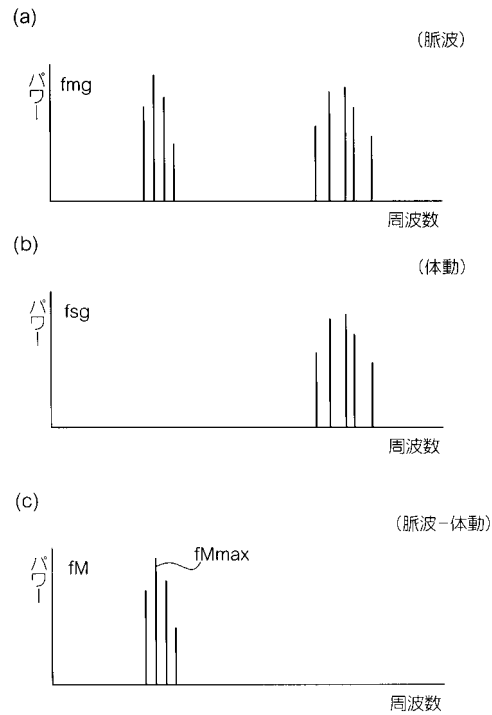 (a)
(脈波)
パワー
fmg
周波数
(b)
(体動)
パワー
fsg
周波数
(c)
(脈波-体動)
パワー
fM
fMmax
周波数